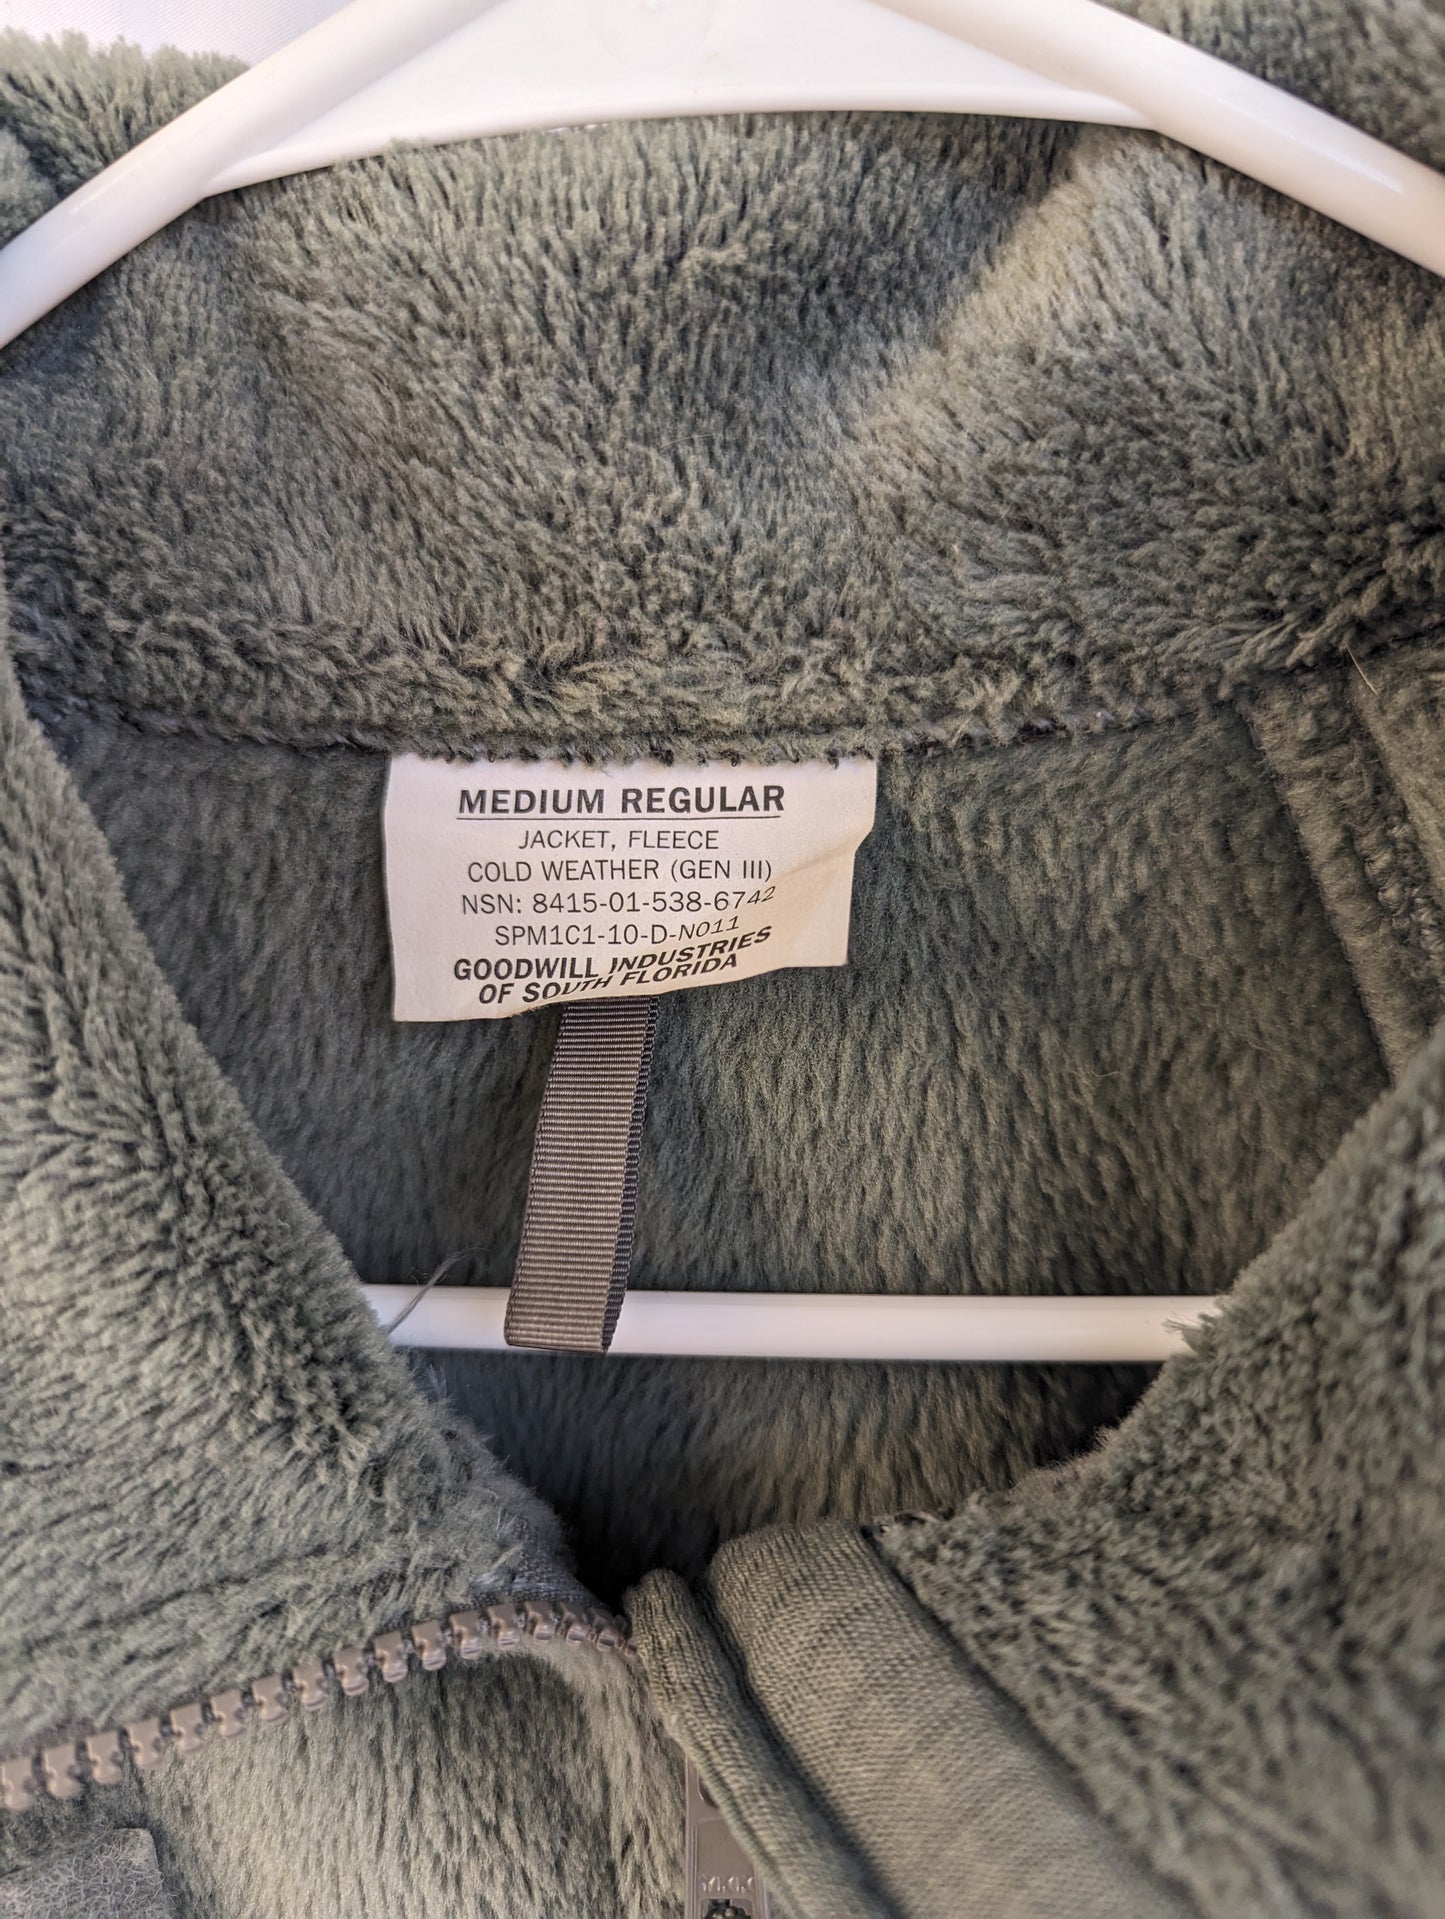 MEDIUM REGULAR
JACKET, FLEECE
COLD WEATHER (GEN III)
NSN: 8415-01-538-6742
SPM1C1-10-D-N011
GOODWILL INDUSTRIES
OF SOUTH FLORIDA